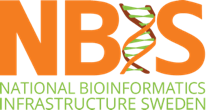 NBIS
NATIONAL BIOINFORMATICS
INFRASTRUCTURE SWEDEN